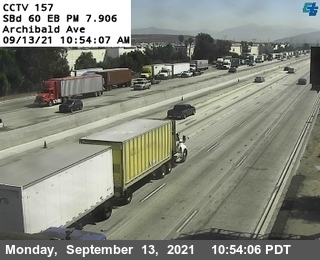 CCTV 157
SBd 60 EB PM 7.906
Archibald Ave
09/13/21 10:54:07 AM
Monday, September 13, 2021 10:54:06 PDT